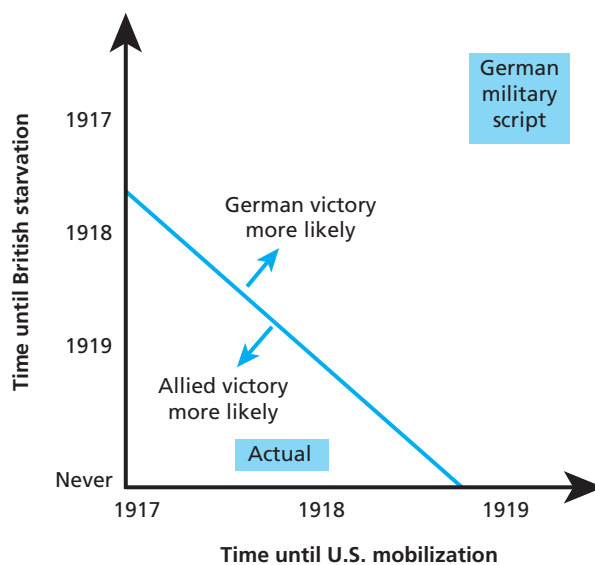 German
military
script
1917
German victory
more likely
1918
1919
Allied victory
more likely
Actual
Never
1917
1918
1919
Time until British starvation
Time until U.S. mobilization